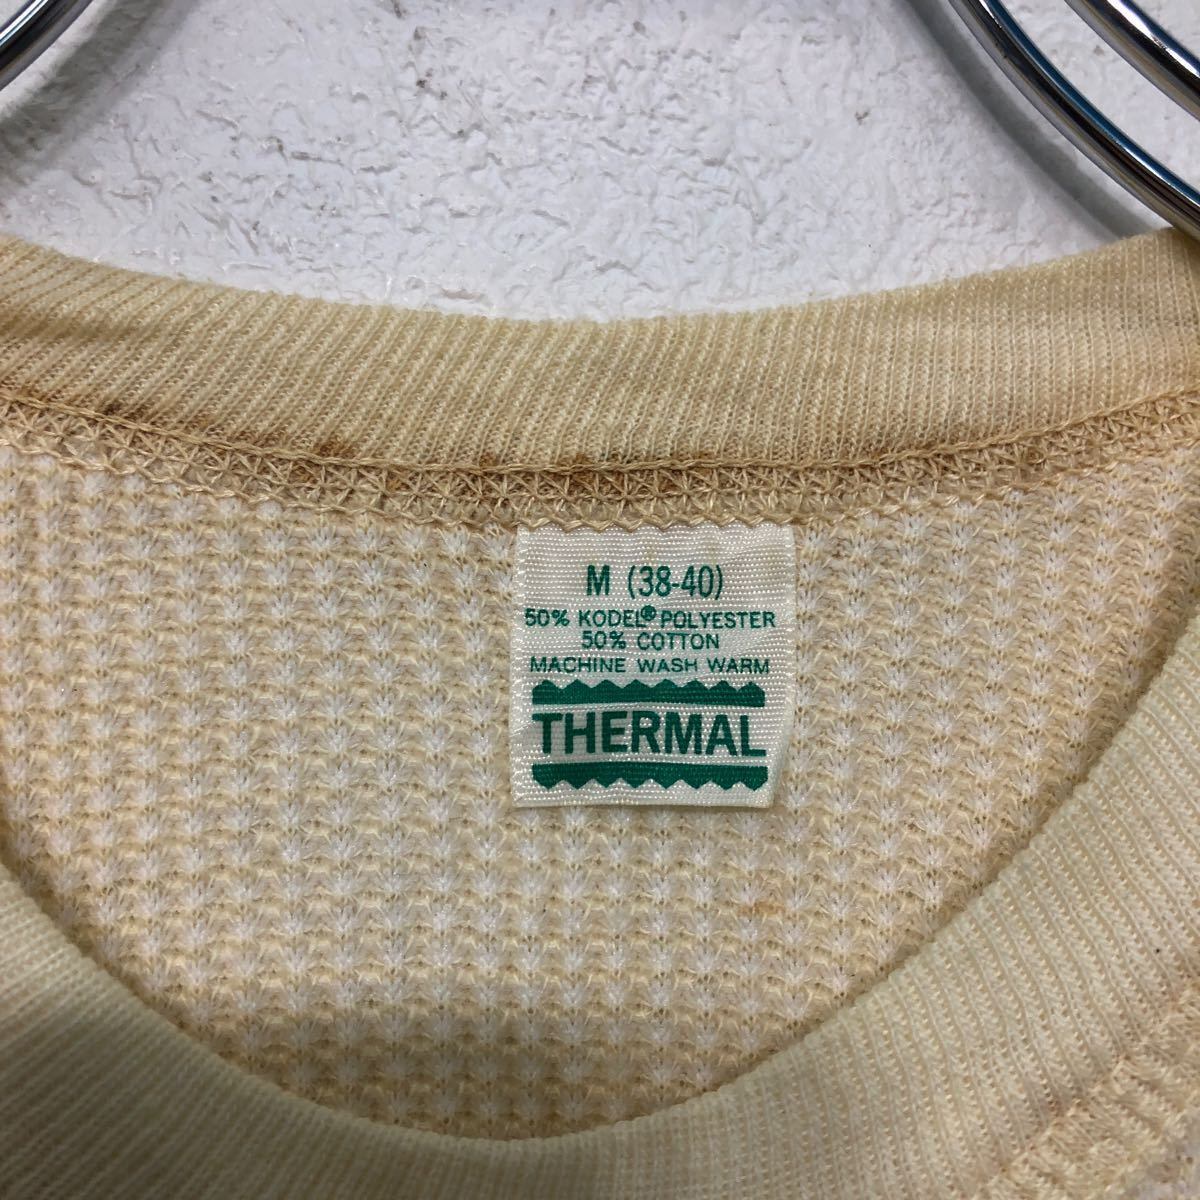 M (38-40)
50% KODEL® POLYESTER
50% COTTON
MACHINE WASH WARM
THERMAL